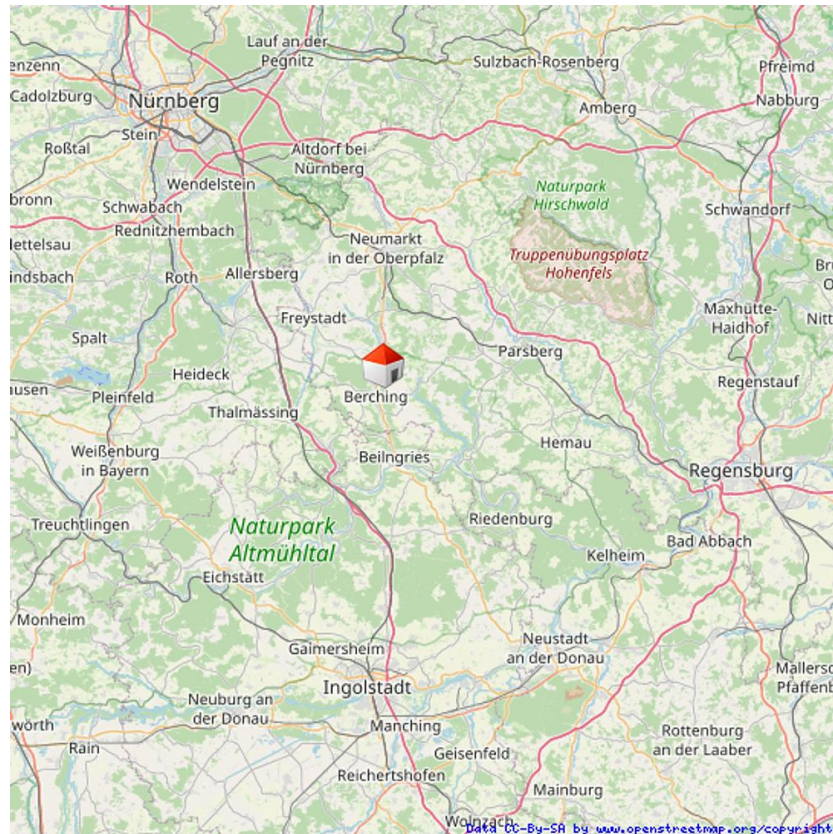 Lauf an der
Pegnitz
enzenn
Sulzbach-Rosenberg
Pfreimd
Cadolzburg
Nürnberg
Nabburg
Amberg
Stein
Roßtal
Altdorf bei
Nürnberg
Wendelstein
Naturpark
Hirschwald
bronn
Schwabach
Schwandorf
Rednitzhembach
Neumarkt
in der Oberpfalz
lettelsau
Truppenübungsplatz
Hohenfels
Br
indsbach
Roth
Allersberg
Maxhütte-
Haidhof
Nitt
Freystadt
Spalt
Parsberg
Heideck
Regenstauf
usen
Pleinfeld
Berching
Thalmässing
Hemau
Weißenburg
in Bayern
Beilngries
Regensburg
Treuchtlingen
Riedenburg
Naturpark
Altmühltal
Bad Abbach
Kelheim
Eichstätt
Monheim
Gaimersheim
Neustadt
an der Donau
en)
Mallersd
Pfaffenb
Ingolstadt
Neuburg an
der Donau
wörth
Manching
Rottenburg
an der Laaber
Rain
Geisenfeld
Reichertshofen
Mainburg
Wolnzach
Data CC-By-SA by www.openstreetmap.org/copyright